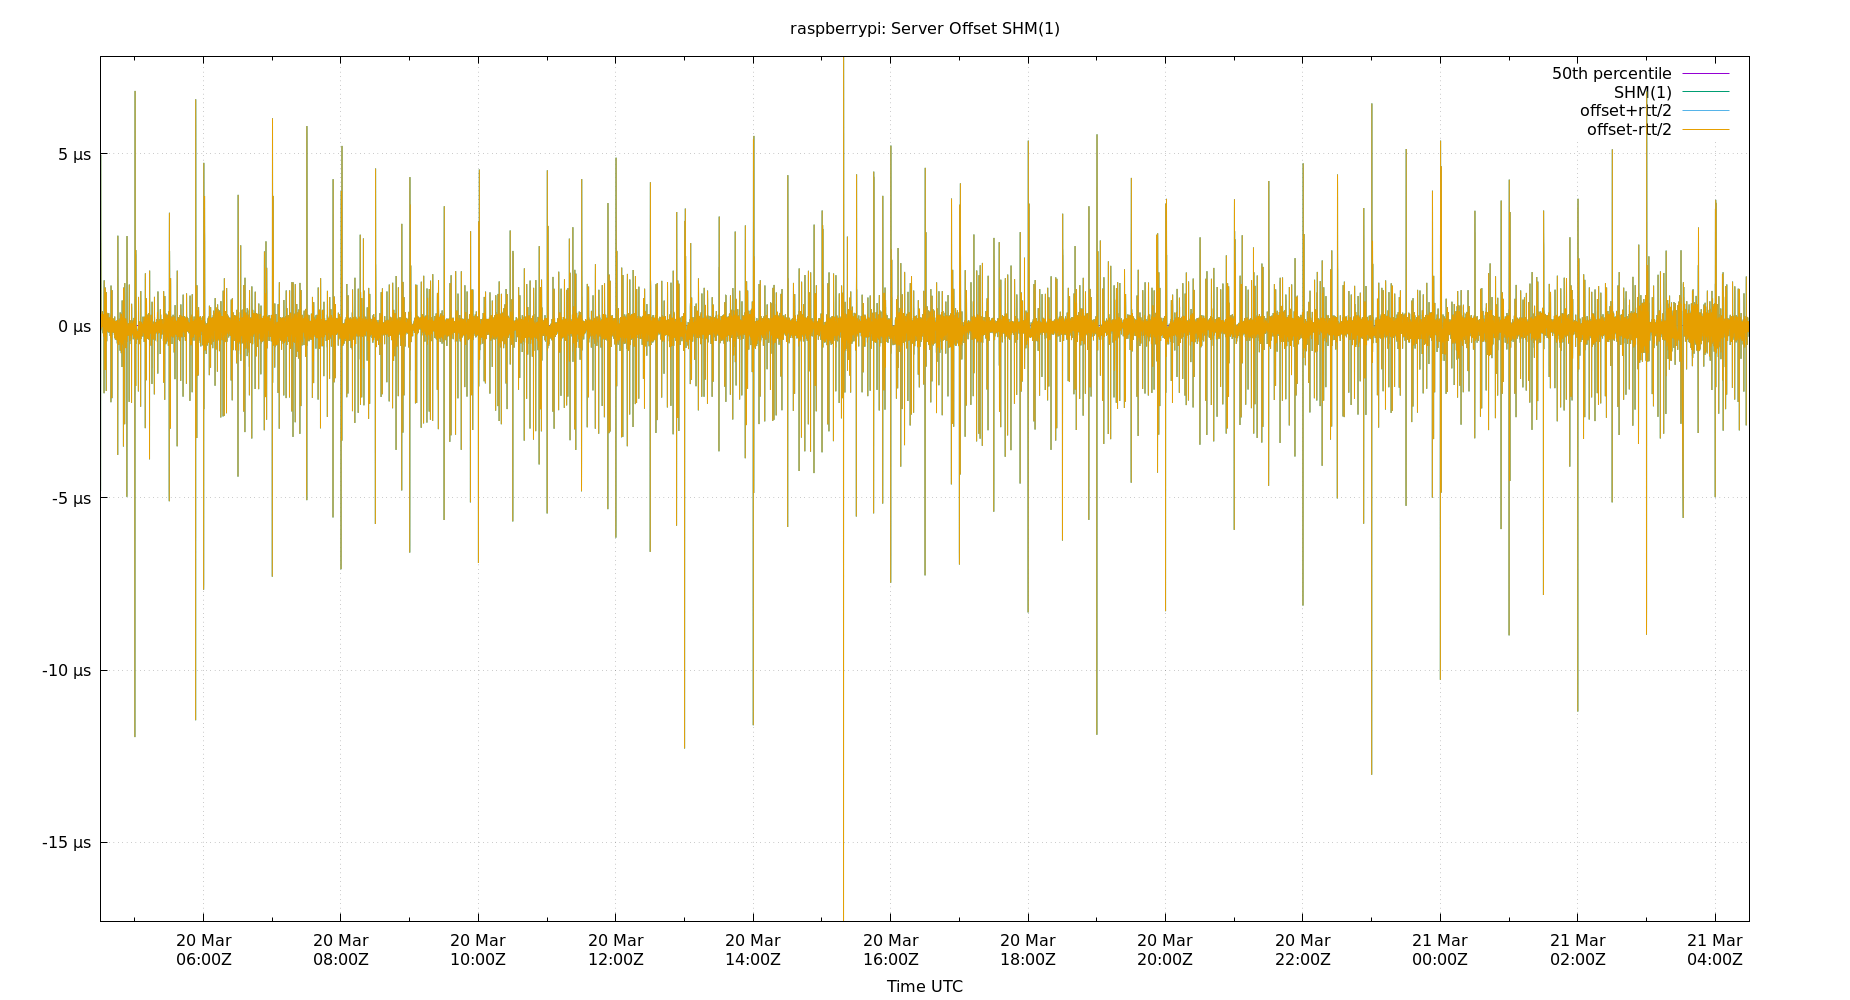 raspberrypi: Server Offset SHM(1)
50th percentile
SHM(1)
offset+rtt/2
offset-rtt/2
5 µs
0 µs
-5 µs
-10 µs
-15 µs
20 Mar 20 Mar 20 Mar 20 Mar 20 Mar 20 Mar 20 Mar 20 Mar 20 Mar 21 Mar 21 Mar 21 Mar
06:00Z 08:00Z 10:00Z 12:00Z 14:00Z 16:00Z 18:00Z 20:00Z 22:00Z 00:00Z 02:00Z 04:00Z
Time UTC